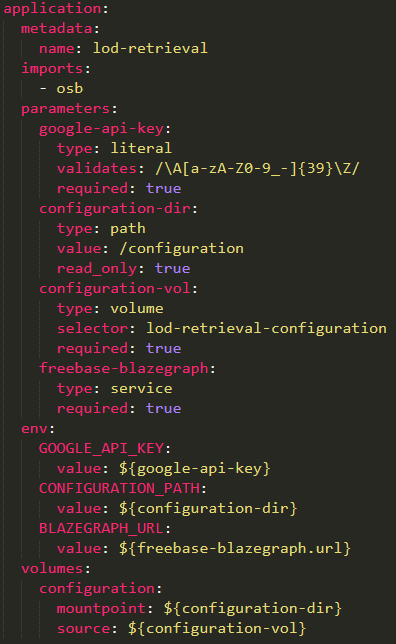 application:
  metadata:
    name: lod-retrieval
  imports:
    - osb
  parameters:
    google-api-key:
      type: literal
      validates: /\A[a-zA-Z0-9_-]{39}\Z/
      required: true
    configuration-dir:
      type: path
      value: /configuration
      read_only: true
    configuration-vol:
      type: volume
      selector: lod-retrieval-configuration
      required: true
    freebase-blazegraph:
      type: service
      required: true
  env:
    GOOGLE_API_KEY:
      value: ${google-api-key}
    CONFIGURATION_PATH:
      value: ${configuration-dir}
    BLAZEGRAPH_URL:
      value: ${freebase-blazegraph.url}
  volumes:
    configuration:
      mountpoint: ${configuration-dir}
      source: ${configuration-vol}